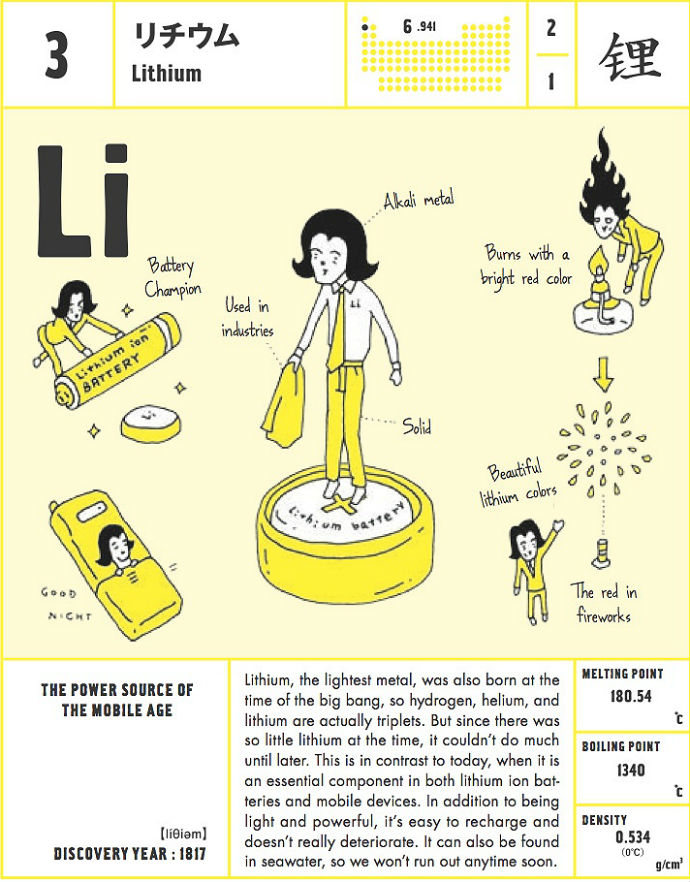 3
リチウム
Lithium
6 .941
2
1
锂
Li
Battery
Champion
Lithium ion
BATTERY
Used in
industries
Alkali metal
Li
Burns with a
bright red color
Solid
lithium battery
Beautiful
lithium colors
GOOD
NIGHT
The red in
fireworks
THE POWER SOURCE OF
THE MOBILE AGE
[liθiəm]
DISCOVERY YEAR : 1817
Lithium, the lightest metal, was also born at the
time of the big bang, so hydrogen, helium, and
lithium are actually triplets. But since there was
so little lithium at the time, it couldn’t do much
until later. This is in contrast to today, when it is
an essential component in both lithium ion bat-
teries and mobile devices. In addition to being
light and powerful, it’s easy to recharge and
doesn’t really deteriorate. It can also be found
in seawater, so we won’t run out anytime soon.
MELTING POINT
180.54
℃
BOILING POINT
1340
℃
DENSITY
0.534
(0℃)
g/cm³